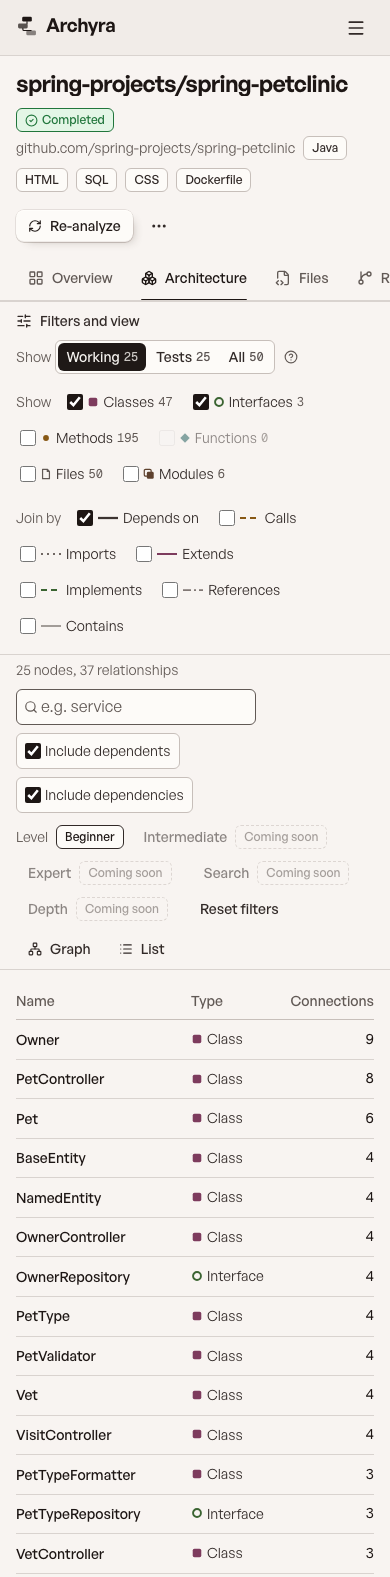 Archyra
spring-projects/spring-petclinic
Completed
github.com/spring-projects/spring-petclinic Java
HTML SQL CSS Dockerfile
Re-analyze
Overview Architecture Files R
Filters and view
Show Working 25 Tests 25 All 50
Show Classes 47 Interfaces 3
Methods 195 Functions 0
Files 50 Modules 6
Join by Depends on Calls
Imports Extends
Implements References
Contains
25 nodes, 37 relationships
e.g. service
Include dependents
Include dependencies
Level Beginner Intermediate Coming soon
Expert Coming soon Search Coming soon
Depth Coming soon Reset filters
Graph List
Name Type Connections
Owner Class 9
PetController Class 8
Pet Class 6
BaseEntity Class 4
NamedEntity Class 4
OwnerController Class 4
OwnerRepository Interface 4
PetType Class 4
PetValidator Class 4
Vet Class 4
VisitController Class 4
PetTypeFormatter Class 3
PetTypeRepository Interface 3
VetController Class 3